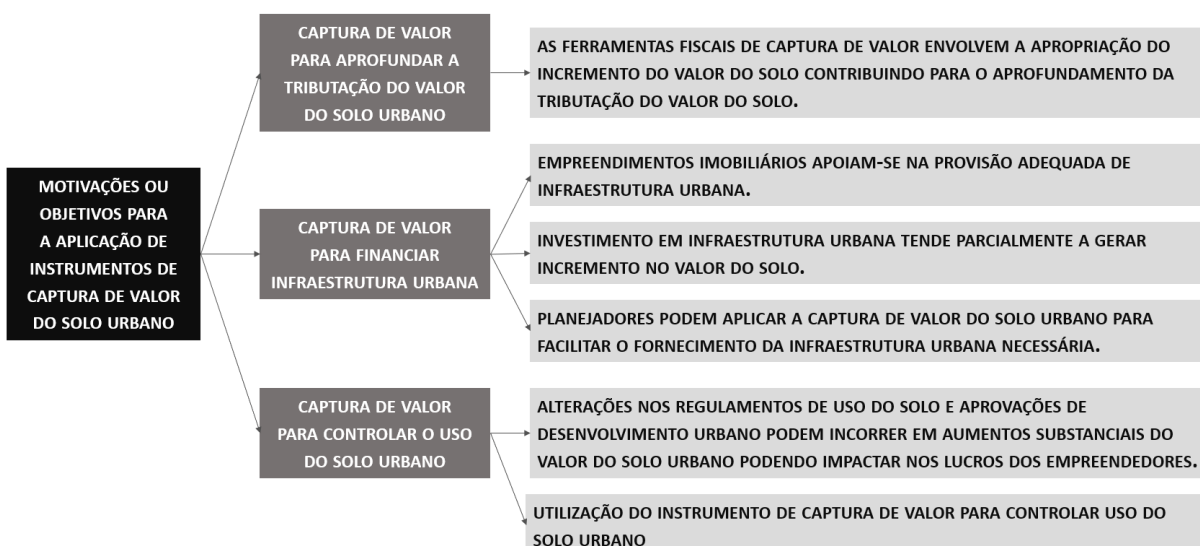 MOTIVAÇÕES OU
OBJETIVOS PARA
A APLICAÇÃO DE
INSTRUMENTOS DE
CAPTURA DE VALOR
DO SOLO URBANO
CAPTURA DE VALOR
PARA APROFUNDAR A
TRIBUTAÇÃO DO VALOR
DO SOLO URBANO
AS FERRAMENTAS FISCAIS DE CAPTURA DE VALOR ENVOLVEM A APROPRIAÇÃO DO
INCREMENTO DO VALOR DO SOLO CONTRIBUINDO PARA O APROFUNDAMENTO DA
TRIBUTAÇÃO DO VALOR DO SOLO.
CAPTURA DE VALOR
PARA FINANCIAR
INFRAESTRUTURA URBANA
EMPREENDIMENTOS IMOBILIÁRIOS APOIAM-SE NA PROVISÃO ADEQUADA DE
INFRAESTRUTURA URBANA.
INVESTIMENTO EM INFRAESTRUTURA URBANA TENDE PARCIALMENTE A GERAR
INCREMENTO NO VALOR DO SOLO.
PLANEJADORES PODEM APLICAR A CAPTURA DE VALOR DO SOLO URBANO PARA
FACILITAR O FORNECIMENTO DA INFRAESTRUTURA URBANA NECESSÁRIA.
CAPTURA DE VALOR
PARA CONTROLAR O USO
DO SOLO URBANO
ALTERAÇÕES NOS REGULAMENTOS DE USO DO SOLO E APROVAÇÕES DE
DESENVOLVIMENTO URBANO PODEM INCORRER EM AUMENTOS SUBSTANCIAIS DO
VALOR DO SOLO URBANO PODENDO IMPACTAR NOS LUCROS DOS EMPREENDEDORES.
UTILIZAÇÃO DO INSTRUMENTO DE CAPTURA DE VALOR PARA CONTROLAR USO DO
SOLO URBANO